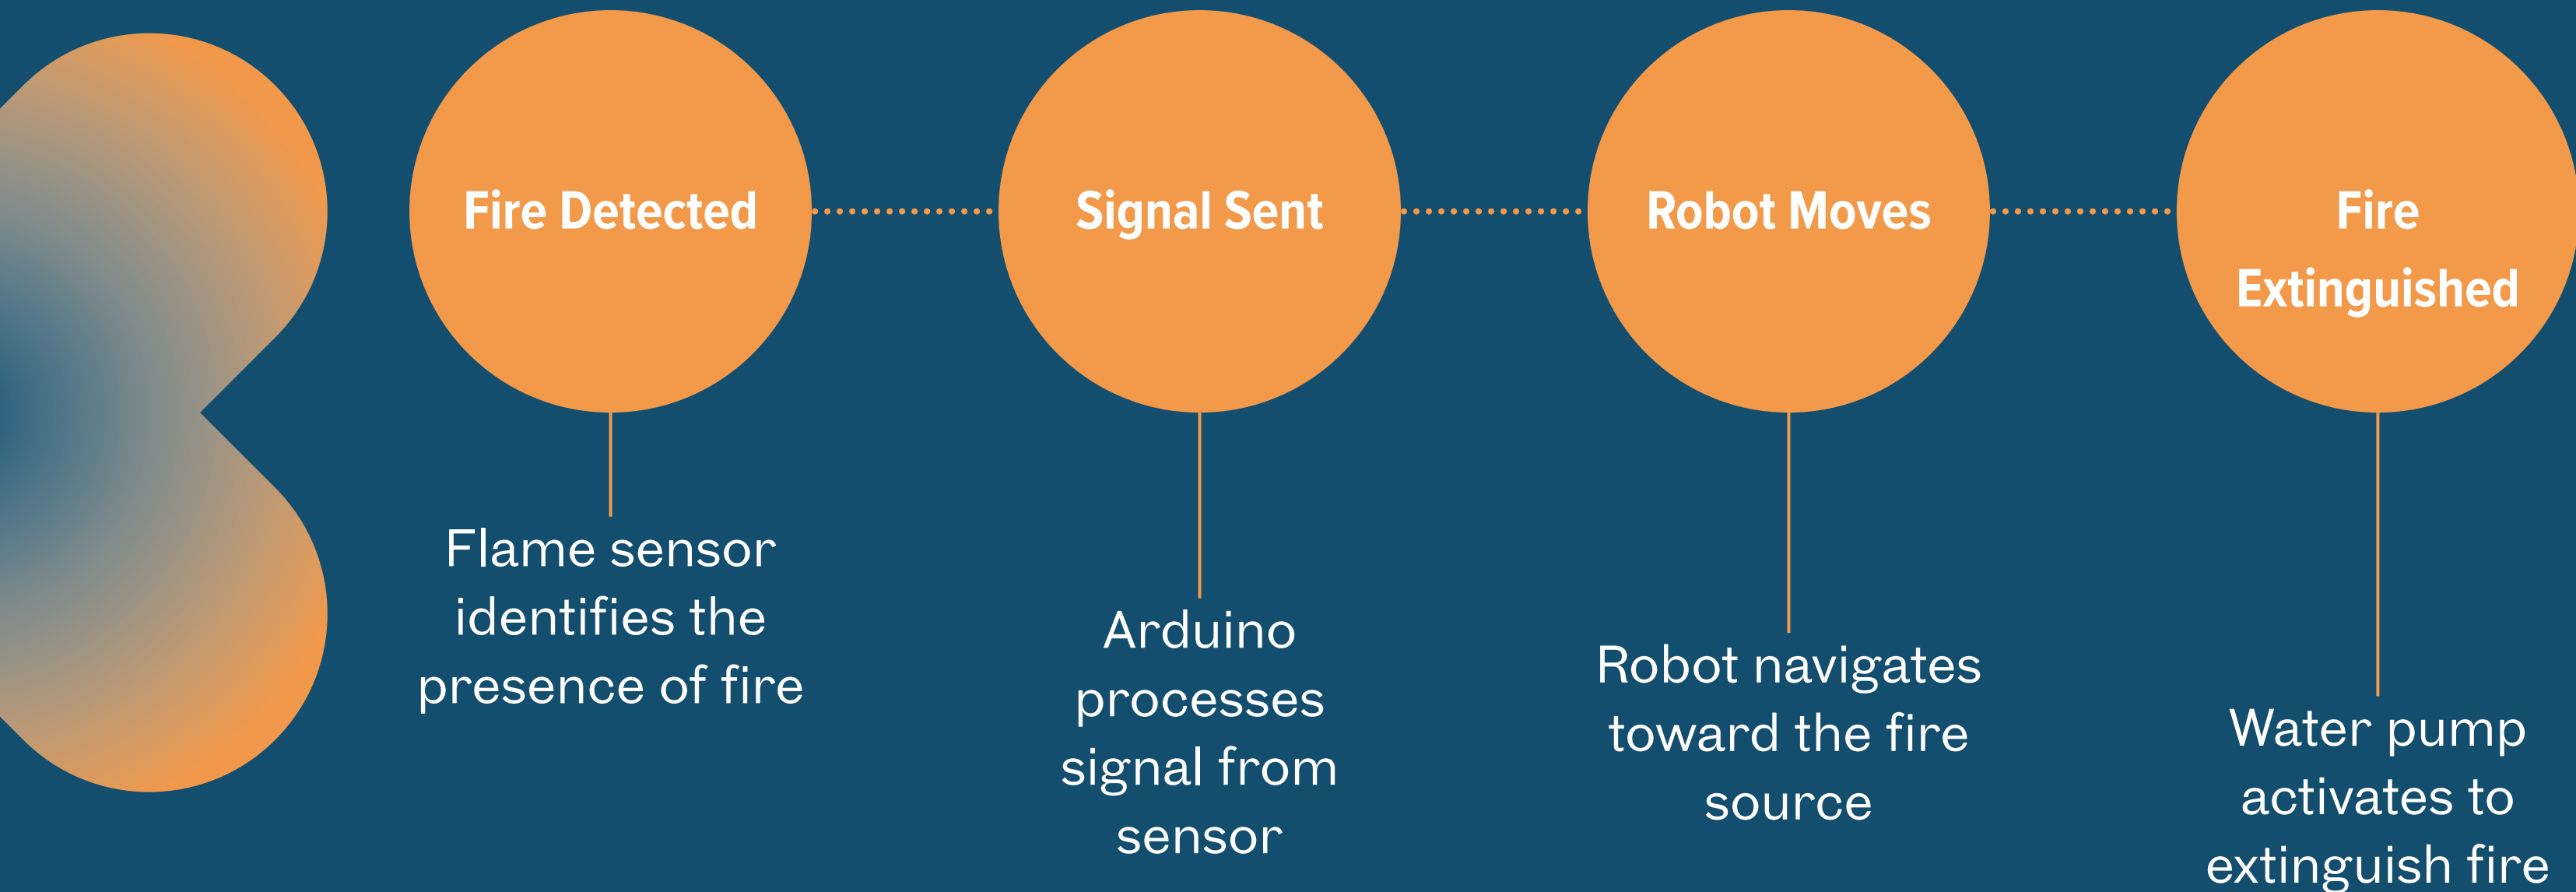 Fire Detected
Signal Sent
Robot Moves
Fire
Extinguished
Flame sensor
identifies the
presence of fire
Arduino
processes
signal from
sensor
Robot navigates
toward the fire
source
Water pump
activates to
extinguish fire